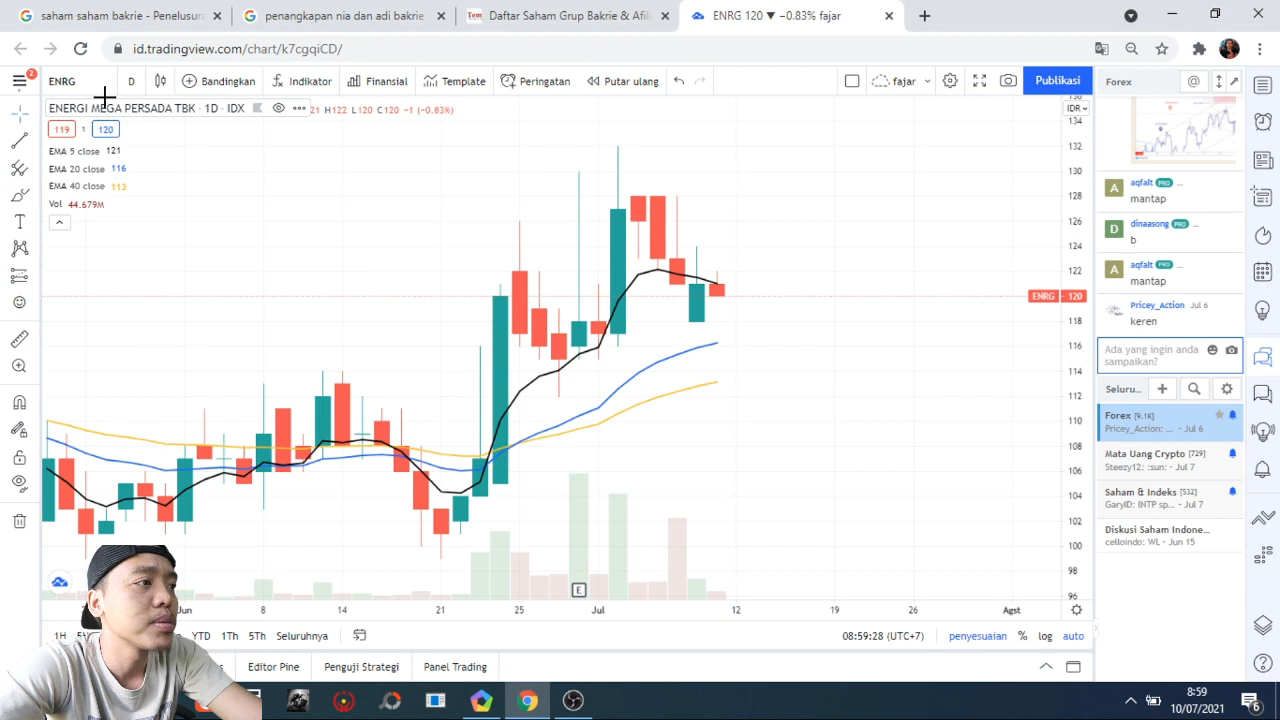 saham saham bakrie - Penelusura
penangkapan nia dan adi bakrie
Tem
Daftar Saham Grup Bakrie & Afili
ENRG 120 ▼ −0.83% fajar
id.tradingview.com/chart/k7cgqiCD/
2
ENRG
D
Bandingkan
Indikator
Finansial
Template
Peringatan
Putar ulang
fajar
Publikasi
Forex
ENERGI MEGA PERSADA TBK · 1D · IDX
21 H122 L120 C120 −1 (−0.83%)
IDR
119 1 120
EMA 5 close 121
EMA 20 close 116
EMA 40 close 113
Vol 44.679M
134
132
130
128
126
124
122
ENRG 120
118
116
114
112
110
108
106
104
102
100
98
96
aqfalt PRO ...
A
mantap
dinaasong PRO ...
D
b
aqfalt PRO ...
A
mantap
Pricey_Action Jul 6
keren
Ada yang ingin anda
sampaikan?
Seluru...
Forex [9.1K]
Pricey_Action: ... - Jul 6
Mata Uang Crypto [729]
Steezy12: :sun: - Jul 7
Saham & Indeks [532]
GaryID: INTP sp... - Jul 7
Diskusi Saham Indone...
celloindo: WL - Jun 15
E
Jun
8
14
21
25
Jul
12
19
26
Agst
1H
YTD
1Th
5Th
Seluruhnya
08:59:28 (UTC+7)
penyesuaian
%
log
auto
Editor Pine
Penguji Strategi
Panel Trading
8:59
10/07/2021
6